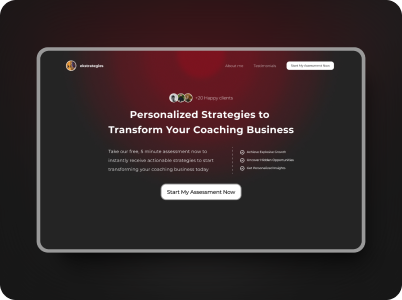 obstrategies
About Us
Testimonials
Start My Assessment Now
+20 Happy clients
Personalized Strategies to
Transform Your Coaching Business
Take our free, 5 minute assessment now to
instantly receive actionable strategies to start
transforming your coaching business today
Achieve Explosive Growth
Uncover Hidden Opportunities
Get Personalized Insights
Start My Assessment Now